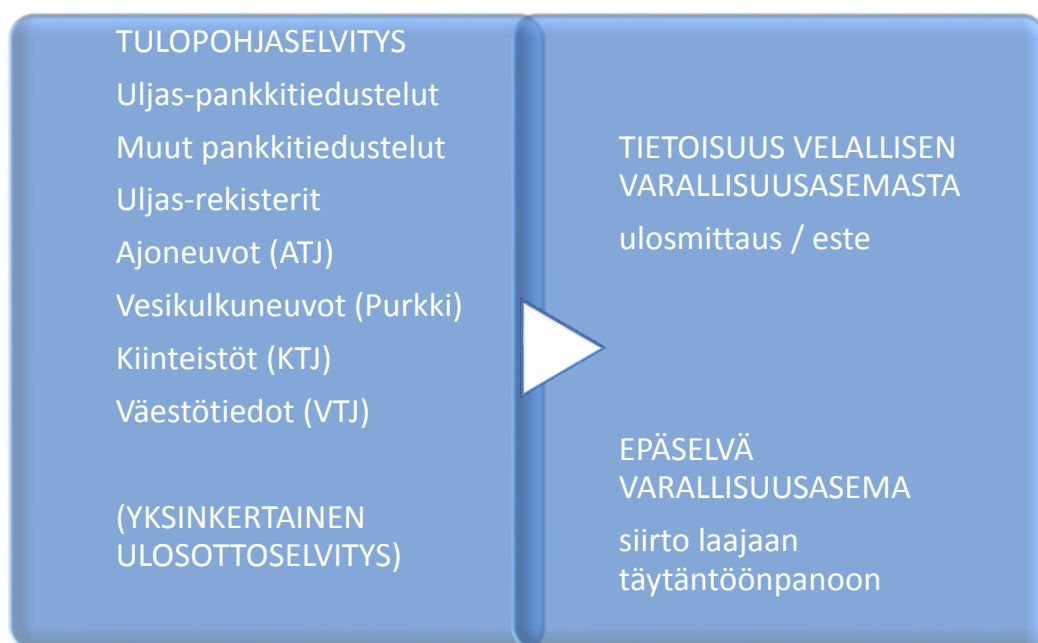 TULOPOHJASELVITYS
Uljas-pankkitiedustelut
Muut pankkitiedustelut
Uljas-rekisterit
Ajoneuvot (ATJ)
Vesikulkuneuvot (Purkki)
Kiinteistöt (KTJ)
Väestötiedot (VTJ)
(YKSINKERTAINEN
ULOSOTTOSELVITYS)
TIETOISUUS VELALLISEN
VARALLISUUSASEMASTA
ulosmittaus / este
EPÄSELVÄ
VARALLISUUSASEMA
siirto laajaan
täytäntöönpanoon